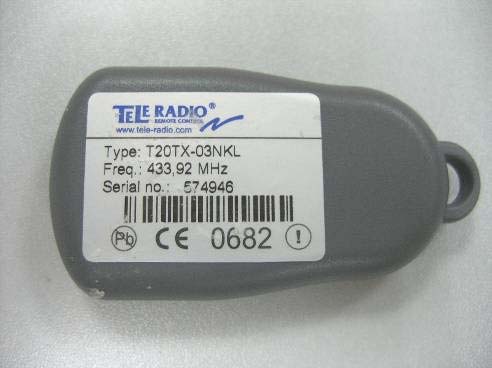 TELE RADIO®
REMOTE CONTROL
www.tele-radio.com
Type: T20TX-03NKL
Freq.: 433,92 MHz
Serial no.: 574946
Pb CE 0682 !